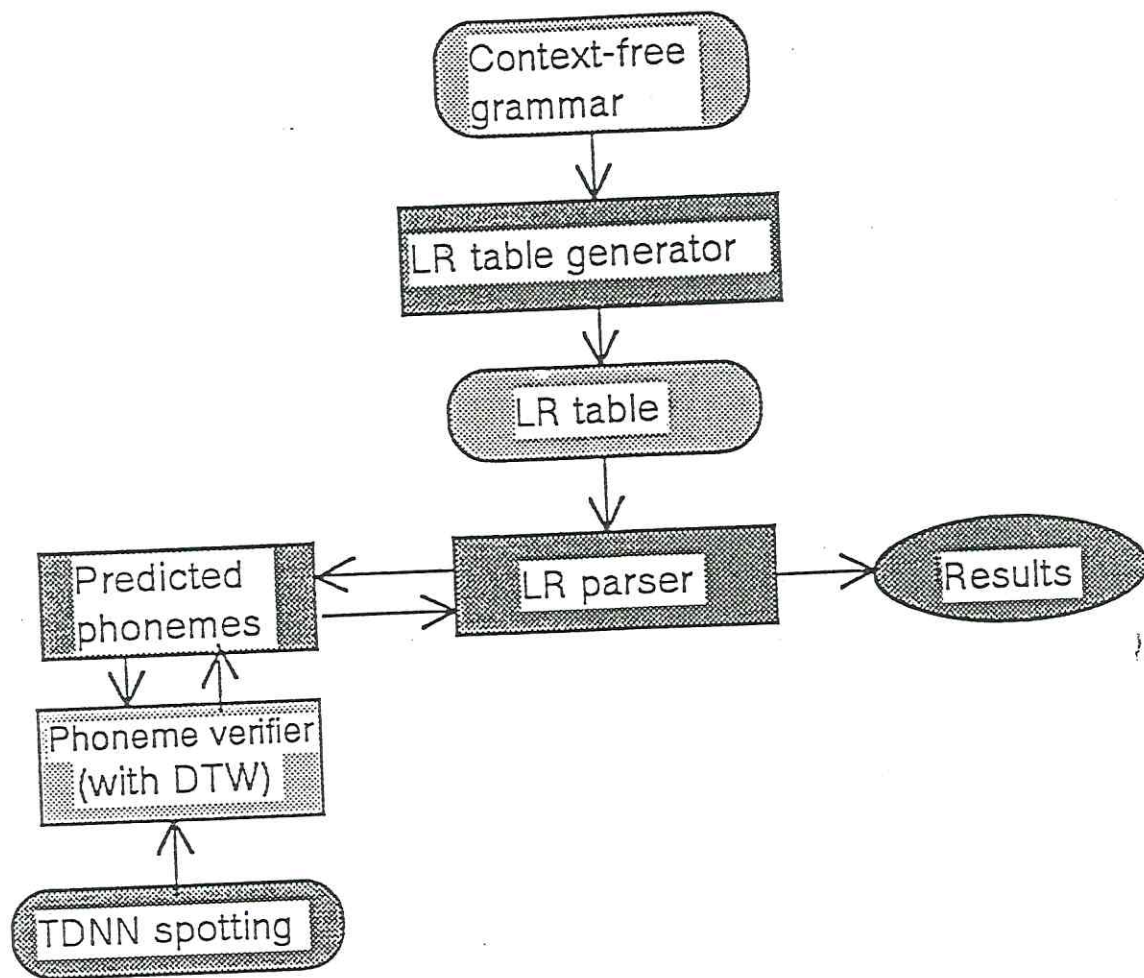 Context-free
grammar
LR table generator
LR table
Predicted
phonemes
LR parser
Results
Phoneme verifier
(with DTW)
TDNN spotting